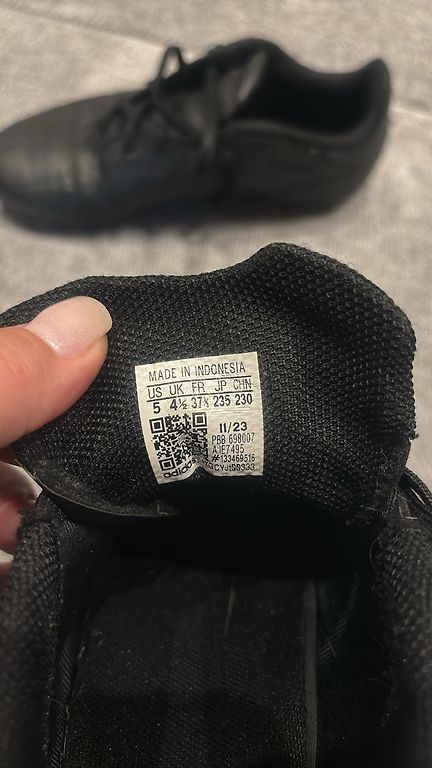 MADE IN INDONESIA
US UK FR JP CHN
5 4½ 37⅓ 235 230
11/23
PBB 698007
adidas
#133469516